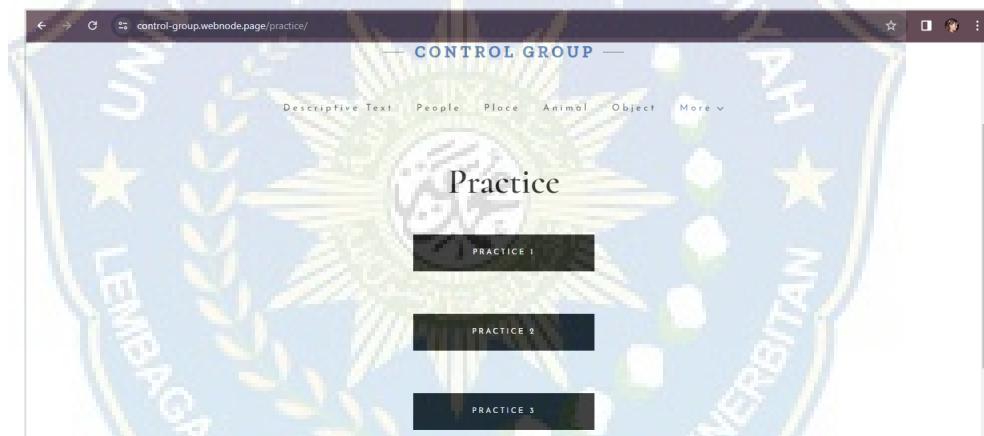 control-group.webnode.page/practice/
CONTROL GROUP
Descriptive Text People Place Animal Object More
Practice
PRACTICE 1
PRACTICE 2
PRACTICE 3
LEMBAGA